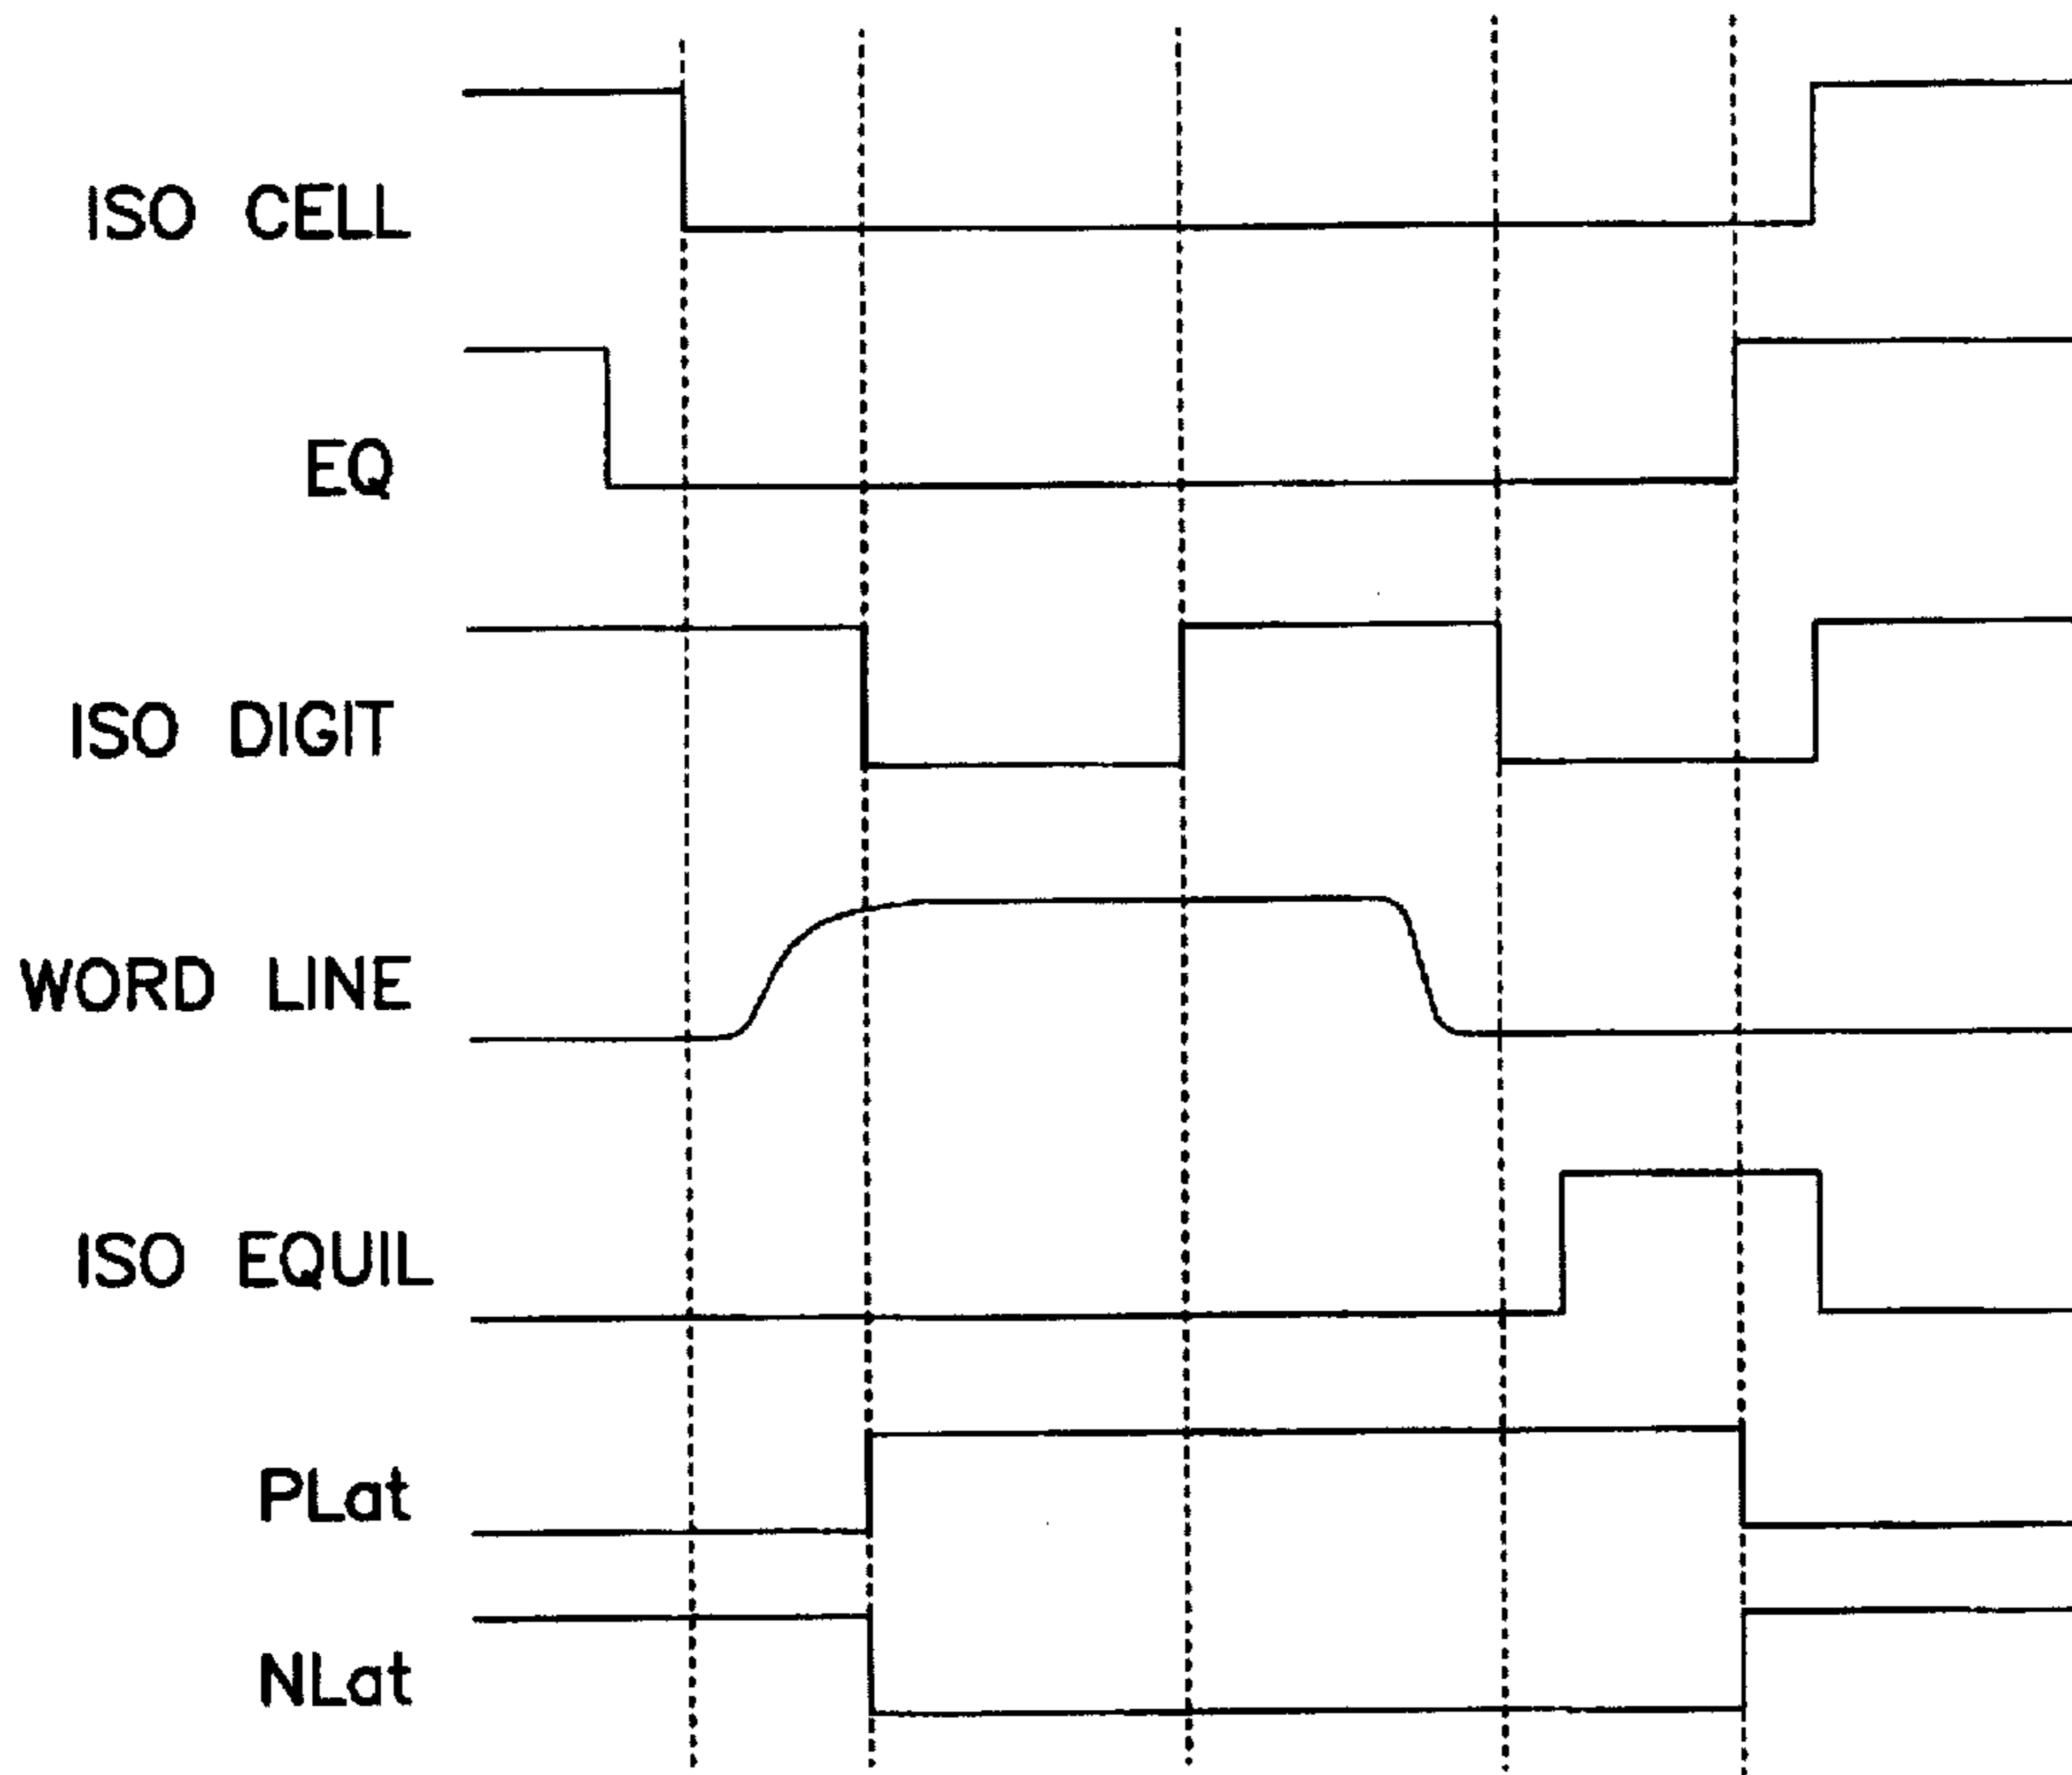 ISO CELL
EQ
ISO DIGIT
WORD LINE
ISO EQUIL
PLat
NLat